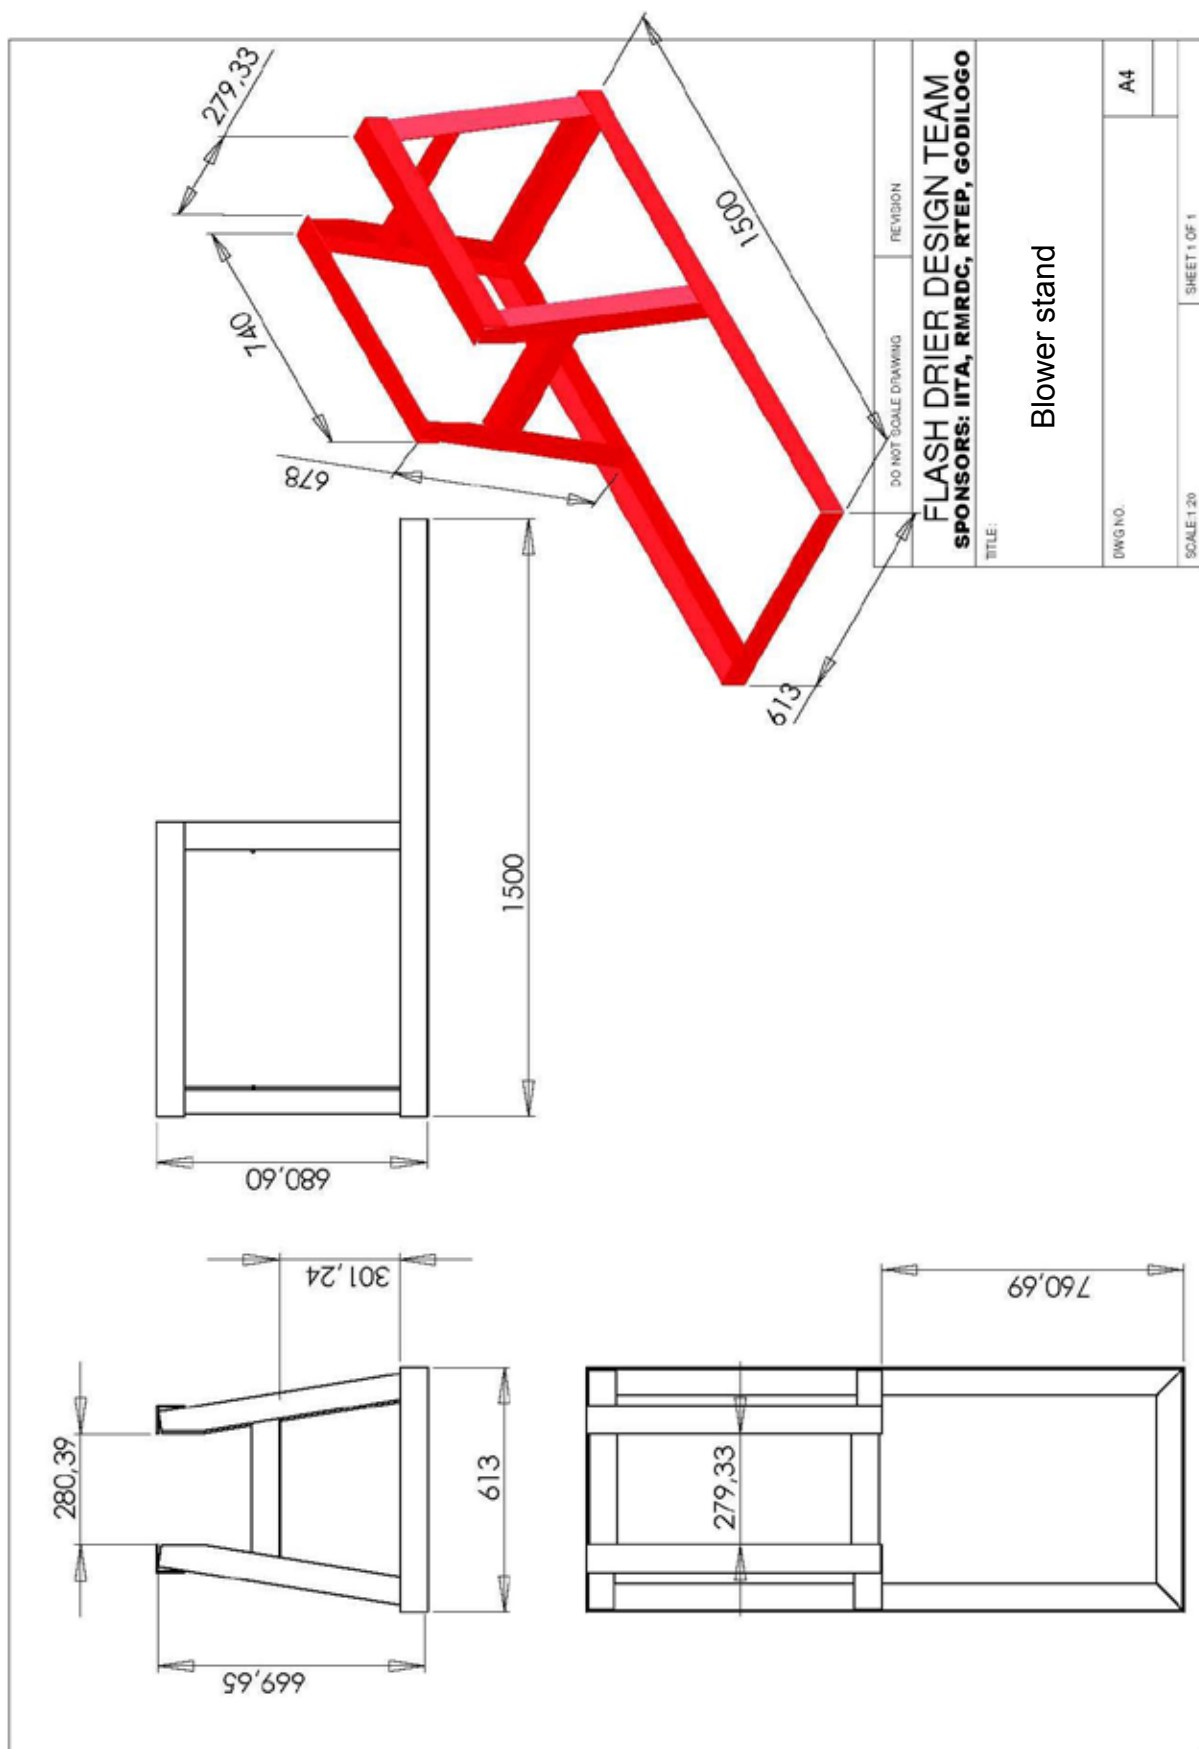 279,33
740
678
1500
613
1500
680,60
301,24
280,39
613
669,65
279,33
760,69
DO NOT SCALE DRAWING
REVISION
FLASH DRIER DESIGN TEAM
SPONSORS: IITA, RMRDC, RTEP, GODILOGO
TITLE:
Blower stand
DWG NO.
A4
SCALE:1:20
SHEET 1 OF 1